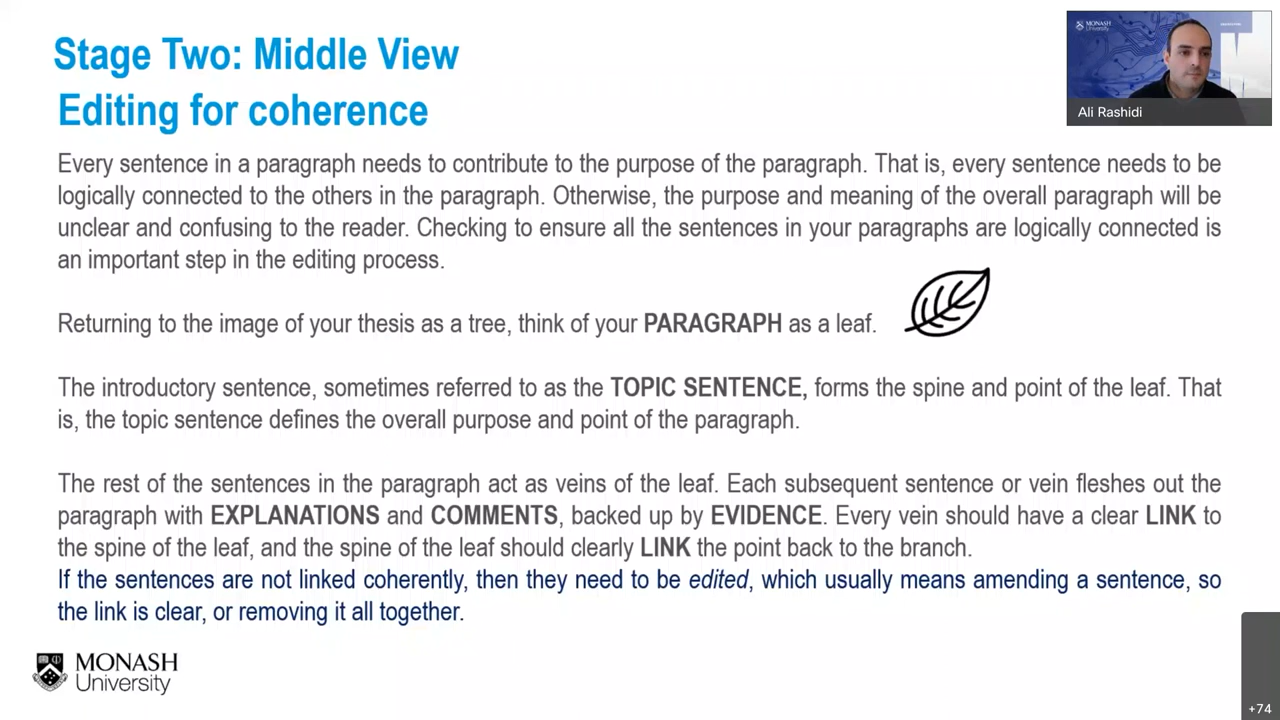 Stage Two: Middle View
Editing for coherence
MONASH
University
Ali Rashidi
Every sentence in a paragraph needs to contribute to the purpose of the paragraph. That is, every sentence needs to be
logically connected to the others in the paragraph. Otherwise, the purpose and meaning of the overall paragraph will be
unclear and confusing to the reader. Checking to ensure all the sentences in your paragraphs are logically connected is
an important step in the editing process.
Returning to the image of your thesis as a tree, think of your PARAGRAPH as a leaf.
The introductory sentence, sometimes referred to as the TOPIC SENTENCE, forms the spine and point of the leaf. That
is, the topic sentence defines the overall purpose and point of the paragraph.
The rest of the sentences in the paragraph act as veins of the leaf. Each subsequent sentence or vein fleshes out the
paragraph with EXPLANATIONS and COMMENTS, backed up by EVIDENCE. Every vein should have a clear LINK to
the spine of the leaf, and the spine of the leaf should clearly LINK the point back to the branch.
If the sentences are not linked coherently, then they need to be edited, which usually means amending a sentence, so
the link is clear, or removing it all together.
MONASH
University
+74